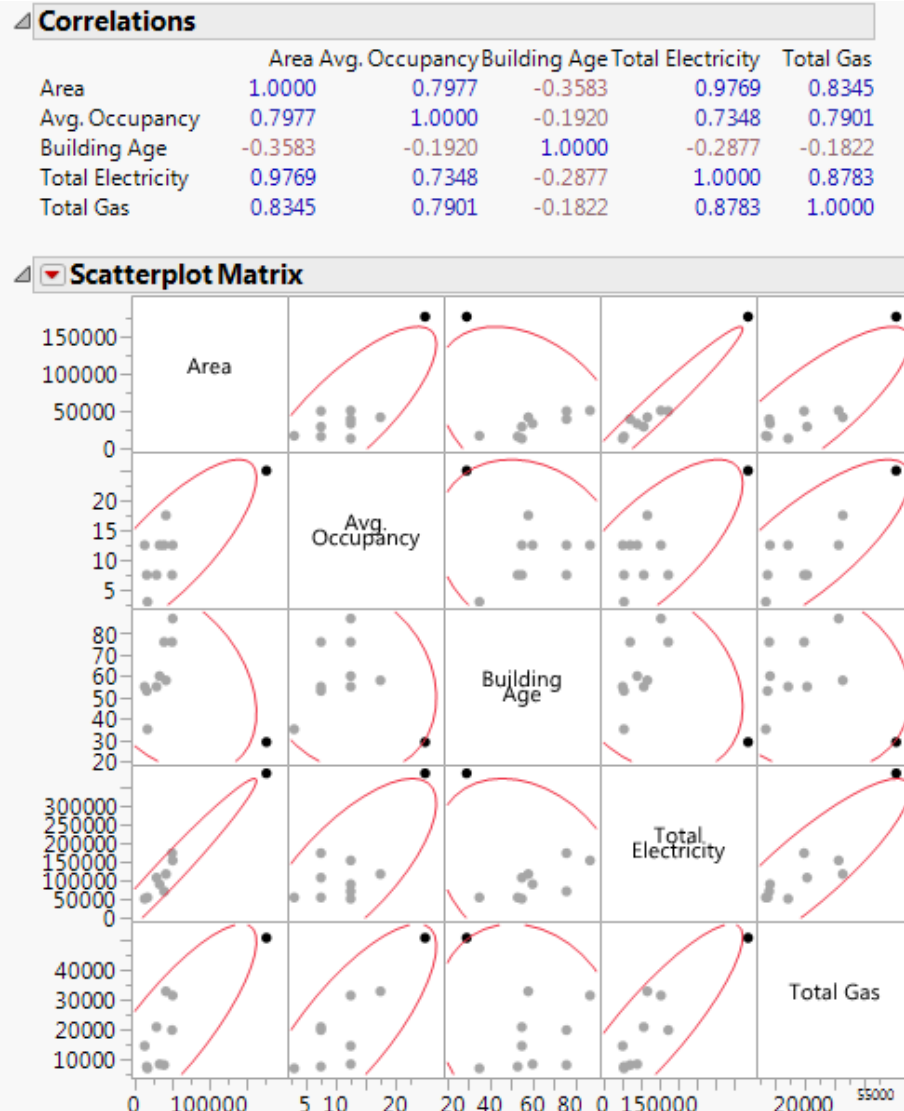 Correlations
Area Avg. Occupancy Building Age Total Electricity Total Gas
Area 1.0000 0.7977 -0.3583 0.9769 0.8345
Avg. Occupancy 0.7977 1.0000 -0.1920 0.7348 0.7901
Building Age -0.3583 -0.1920 1.0000 -0.2877 -0.1822
Total Electricity 0.9769 0.7348 -0.2877 1.0000 0.8783
Total Gas 0.8345 0.7901 -0.1822 0.8783 1.0000
Scatterplot Matrix
150000
100000
50000
0
Area
20
15
10
5
Avg.
Occupancy
80
70
60
50
40
30
20
Building
Age
300000
250000
200000
150000
100000
50000
0
Total
Electricity
40000
30000
20000
10000
Total Gas
0 100000 5 10 20 20 40 60 80 0 150000 20000 55000